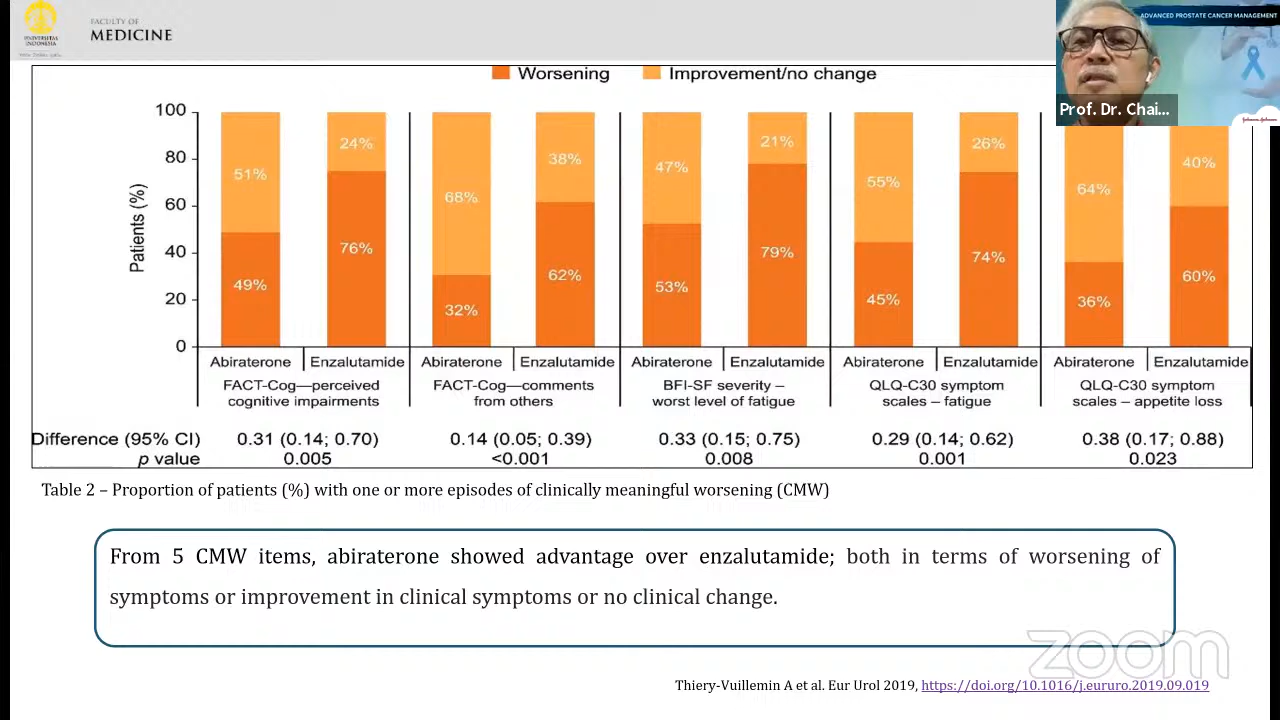 UNIVERSITAS
INDONESIA
FACULTY OF
MEDICINE
ADVANCED PROSTATE CANCER MANAGEMENT
Prof. Dr. Chai...
Johnson & Johnson
Worsening
Improvement/no change
Patients (%)
100
80
60
40
20
0
51%
49%
24%
76%
68%
32%
38%
62%
47%
53%
21%
79%
55%
45%
26%
74%
64%
36%
40%
60%
Abiraterone Enzalutamide Abiraterone Enzalutamide Abiraterone Enzalutamide Abiraterone Enzalutamide Abiraterone Enzalutamide
FACT-Cog—perceived
cognitive impairments
FACT-Cog—comments
from others
BFI-SF severity –
worst level of fatigue
QLQ-C30 symptom
scales – fatigue
QLQ-C30 symptom
scales – appetite loss
Difference (95% CI) 0.31 (0.14; 0.70) 0.14 (0.05; 0.39) 0.33 (0.15; 0.75) 0.29 (0.14; 0.62) 0.38 (0.17; 0.88)
p value 0.005 <0.001 0.008 0.001 0.023
Table 2 – Proportion of patients (%) with one or more episodes of clinically meaningful worsening (CMW)
From 5 CMW items, abiraterone showed advantage over enzalutamide; both in terms of worsening of
symptoms or improvement in clinical symptoms or no clinical change.
zoom
Thiery-Vuillemin A et al. Eur Urol 2019, https://doi.org/10.1016/j.eururo.2019.09.019